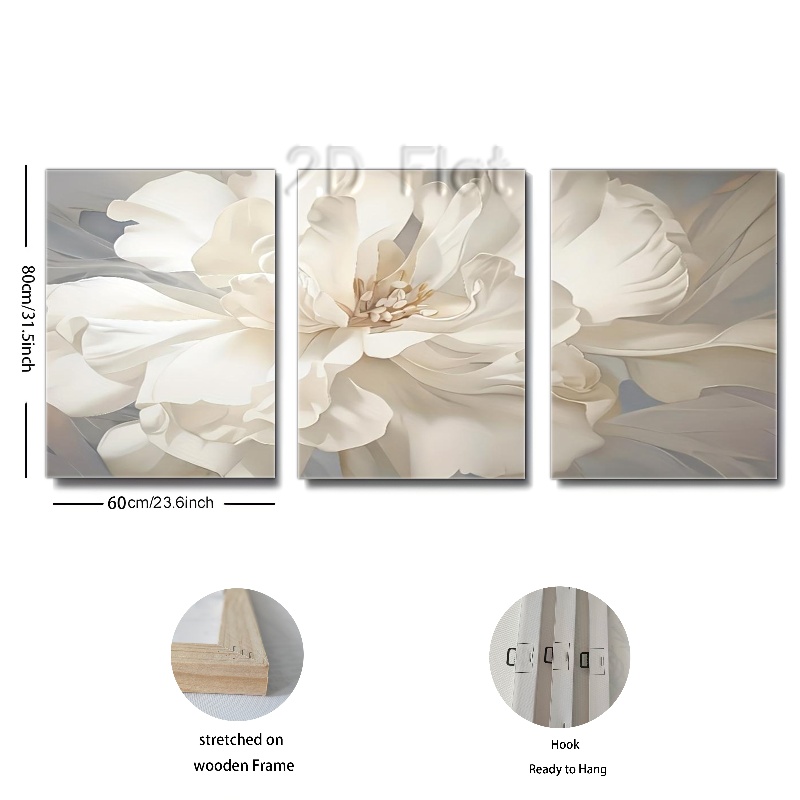 2D Flat
80cm/31.5inch
60cm/23.6inch
stretched on
wooden Frame
Hook
Ready to Hang